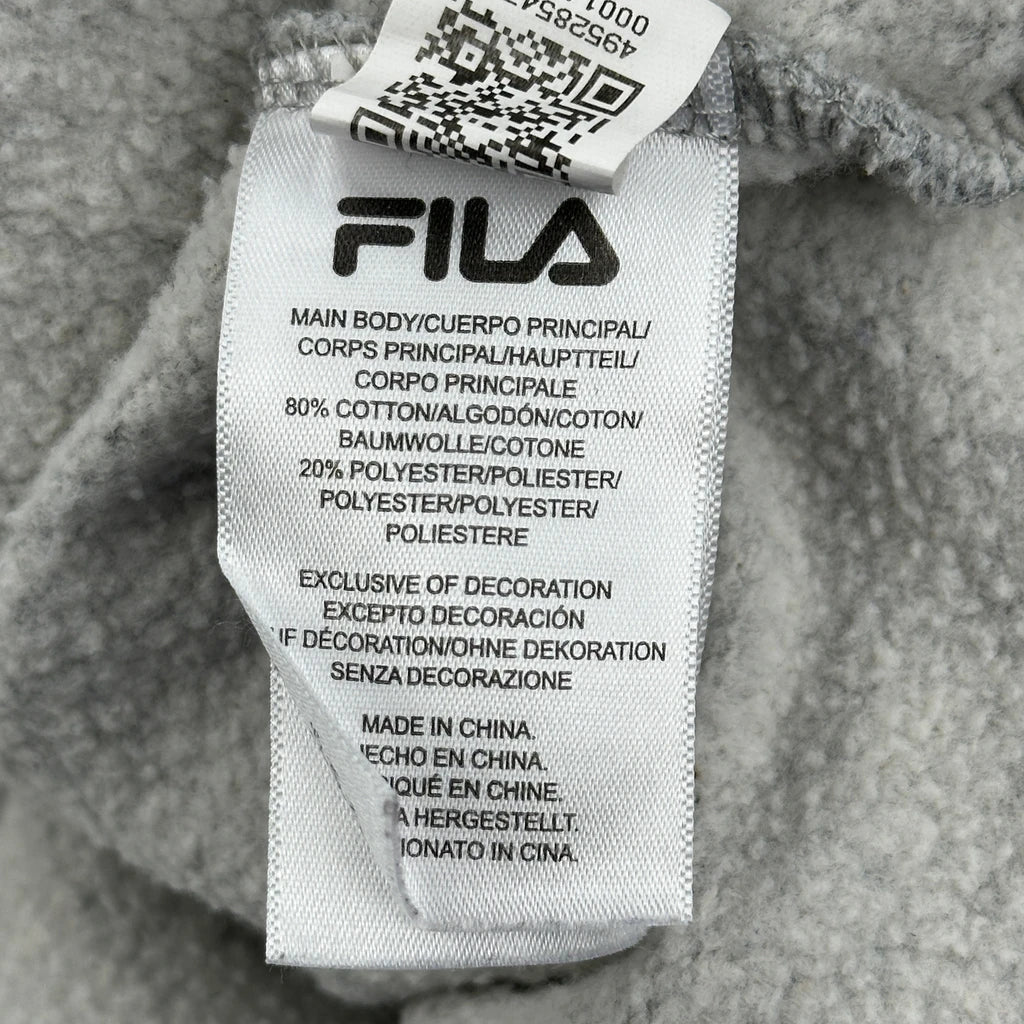 0001
FILA
MAIN BODY/CUERPO PRINCIPAL/
CORPS PRINCIPAL/HAUPTTEIL/
CORPO PRINCIPALE
80% COTTON/ALGODÓN/COTON/
BAUMWOLLE/COTONE
20% POLYESTER/POLIESTER/
POLYESTER/POLYESTER/
POLIESTERE
EXCLUSIVE OF DECORATION
EXCEPTO DECORACIÓN
DÉCORATION/OHNE DEKORATION
SENZA DECORAZIONE
MADE IN CHINA.
EN CHINA.
EN CHINE.
HERGESTELLT.
IN CINA.